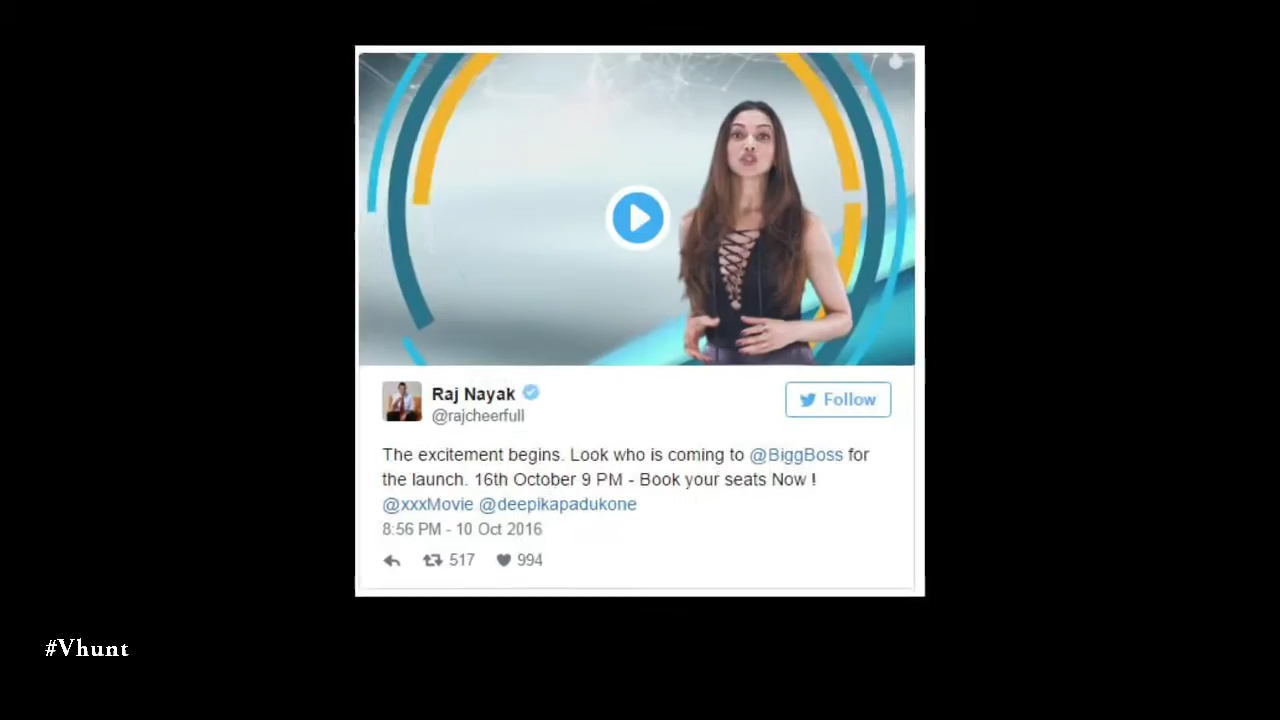 Raj Nayak
@rajcheerfull
Follow
The excitement begins. Look who is coming to @BiggBoss for
the launch. 16th October 9 PM - Book your seats Now !
@xxxMovie @deepikapadukone
8:56 PM - 10 Oct 2016
517 994
#Vhunt